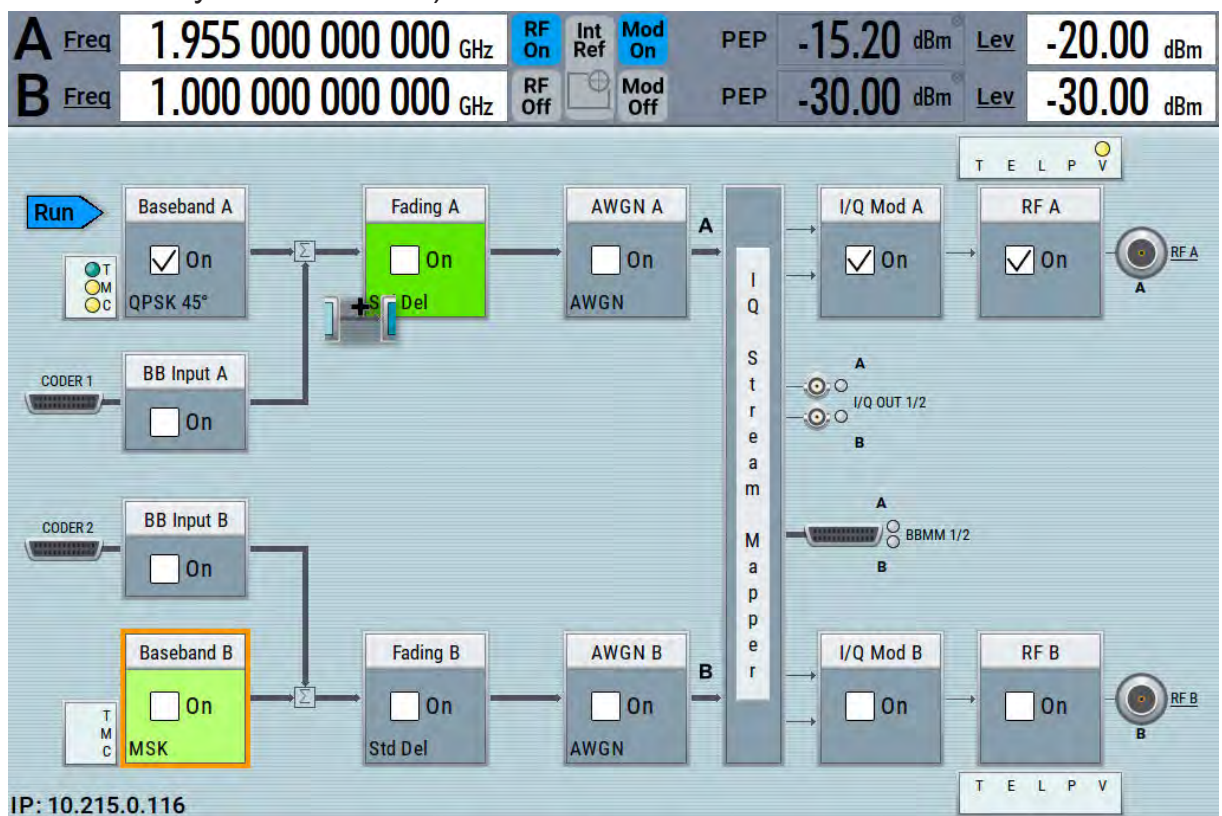 A Freq 1.955 000 000 000 GHz RF On Int Ref Mod On PEP -15.20 dBm Lev -20.00 dBm
B Freq 1.000 000 000 000 GHz RF Off Mod Off PEP -30.00 dBm Lev -30.00 dBm
T E L P V
Run
Baseband A
On
QPSK 45°
T
M
C
Σ
Fading A
On
Del
AWGN A
On
AWGN
A
I/Q Mod A
On
RF A
On
RF A
A
CODER 1
BB Input A
On
IQ Stream Mapper
A
I/Q OUT 1/2
B
CODER 2
BB Input B
On
A
BBMM 1/2
B
Baseband B
On
MSK
T
M
C
Σ
Fading B
On
Std Del
AWGN B
On
AWGN
B
I/Q Mod B
On
RF B
On
RF B
B
T E L P V
IP: 10.215.0.116